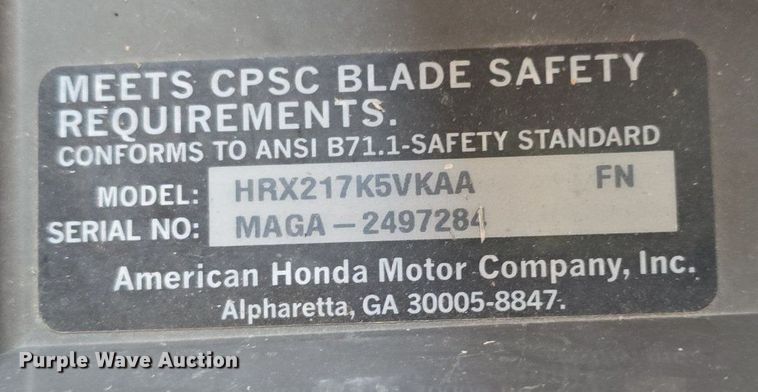 MEETS CPSC BLADE SAFETY
REQUIREMENTS.
CONFORMS TO ANSI B71.1-SAFETY STANDARD
MODEL: HRX217K5VKAA FN
SERIAL NO: MAGA-2497284
American Honda Motor Company, Inc.
Alpharetta, GA 30005-8847.
Purple Wave Auction